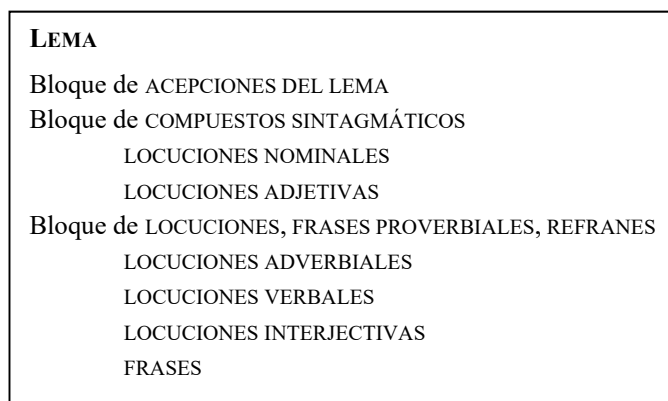 LEMA
Bloque de ACEPCIONES DEL LEMA
Bloque de COMPUESTOS SINTAGMÁTICOS
LOCUCIONES NOMINALES
LOCUCIONES ADJETIVAS
Bloque de LOCUCIONES, FRASES PROVERBIALES, REFRANES
LOCUCIONES ADVERBIALES
LOCUCIONES VERBALES
LOCUCIONES INTERJECTIVAS
FRASES